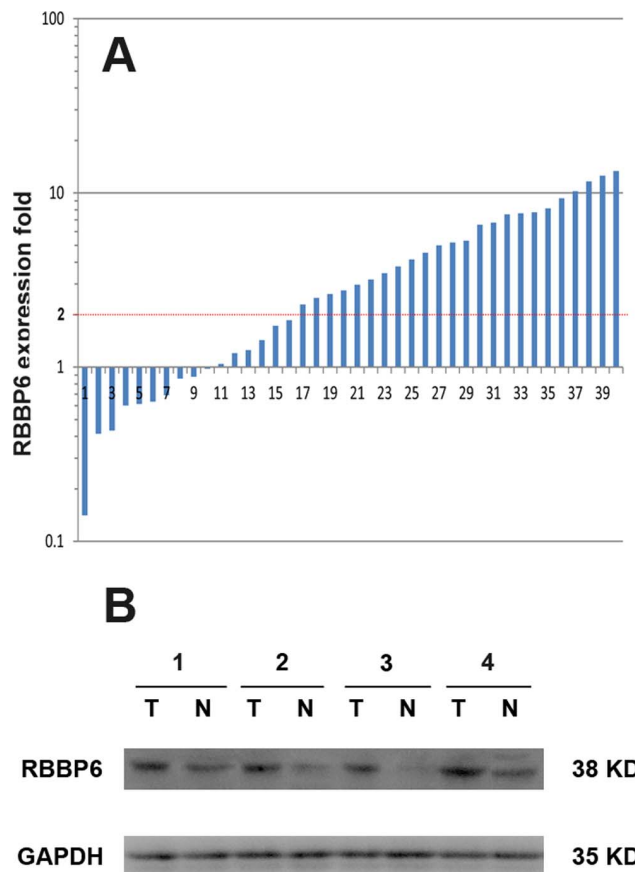 100
A
10
RBBP6 expression fold
2
1
1 3 5 7 9 11 13 15 17 19 21 23 25 27 29 31 33 35 37 39
0.1
B
1 2 3 4
T N T N T N T N
RBBP6 38 KD
GAPDH 35 KD